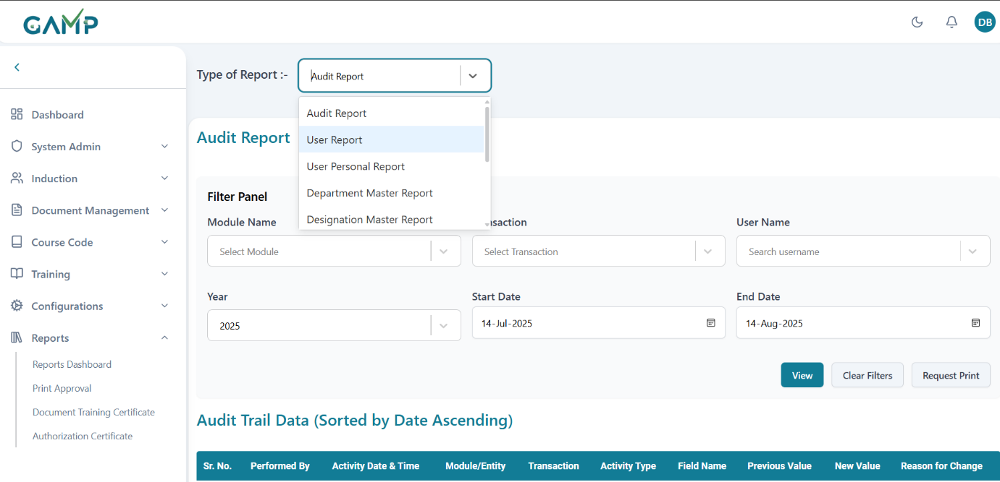 GAMP
DB
Type of Report :-
Audit Report
Audit Report
User Report
User Personal Report
Department Master Report
Designation Master Report
Dashboard
System Admin
Induction
Document Management
Course Code
Training
Configurations
Reports
Reports Dashboard
Print Approval
Document Training Certificate
Authorization Certificate
Audit Report
Filter Panel
Module Name
User Name
Select Module
Select Transaction
Search username
Year
Start Date
End Date
2025
14-Jul-2025
14-Aug-2025
View
Clear Filters
Request Print
Audit Trail Data (Sorted by Date Ascending)
Sr. No. Performed By Activity Date & Time Module/Entity Transaction Activity Type Field Name Previous Value New Value Reason for Change